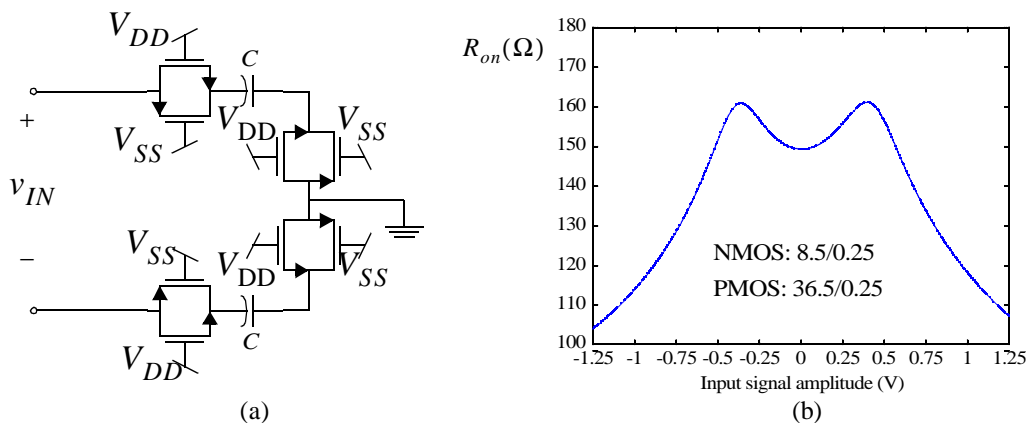 V_DD
C
+
V_SS
V_DD
V_SS
v_IN
−
V_SS
V_DD
V_SS
V_DD
C
(a)
R_on(Ω)
180
170
160
150
140
130
120
110
100
NMOS: 8.5/0.25
PMOS: 36.5/0.25
-1.25 -1 -0.75 -0.5 -0.25 0 0.25 0.5 0.75 1 1.25
Input signal amplitude (V)
(b)